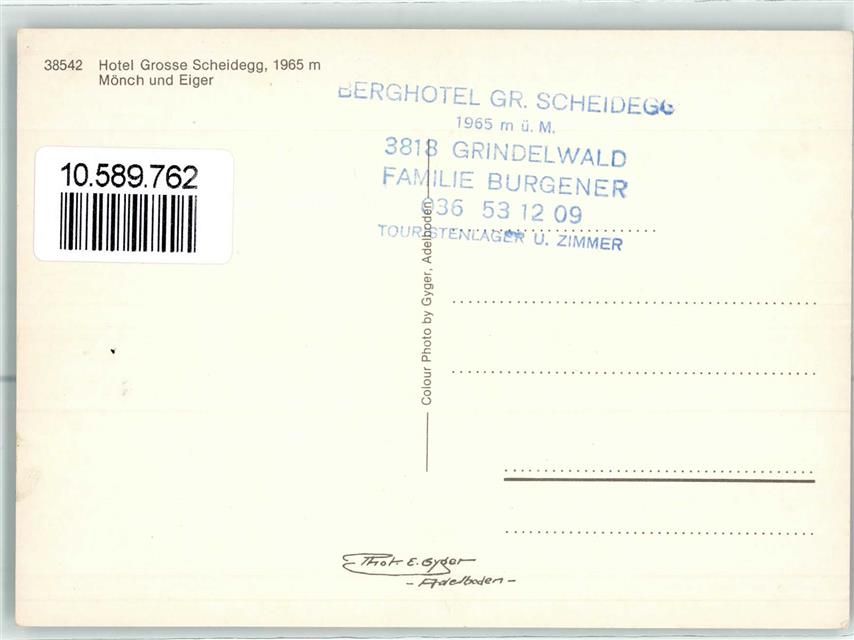 38542 Hotel Grosse Scheidegg, 1965 m
Mönch und Eiger
BERGHOTEL GR. SCHEIDEGG
1965 m ü. M.
3818 GRINDELWALD
FAMILIE BURGENER
036 53 12 09
TOURISTENLAGER U. ZIMMER
10.589.762
Colour Photo by Gyger, Adelboden
Phot E. Gyger
- Adelboden -